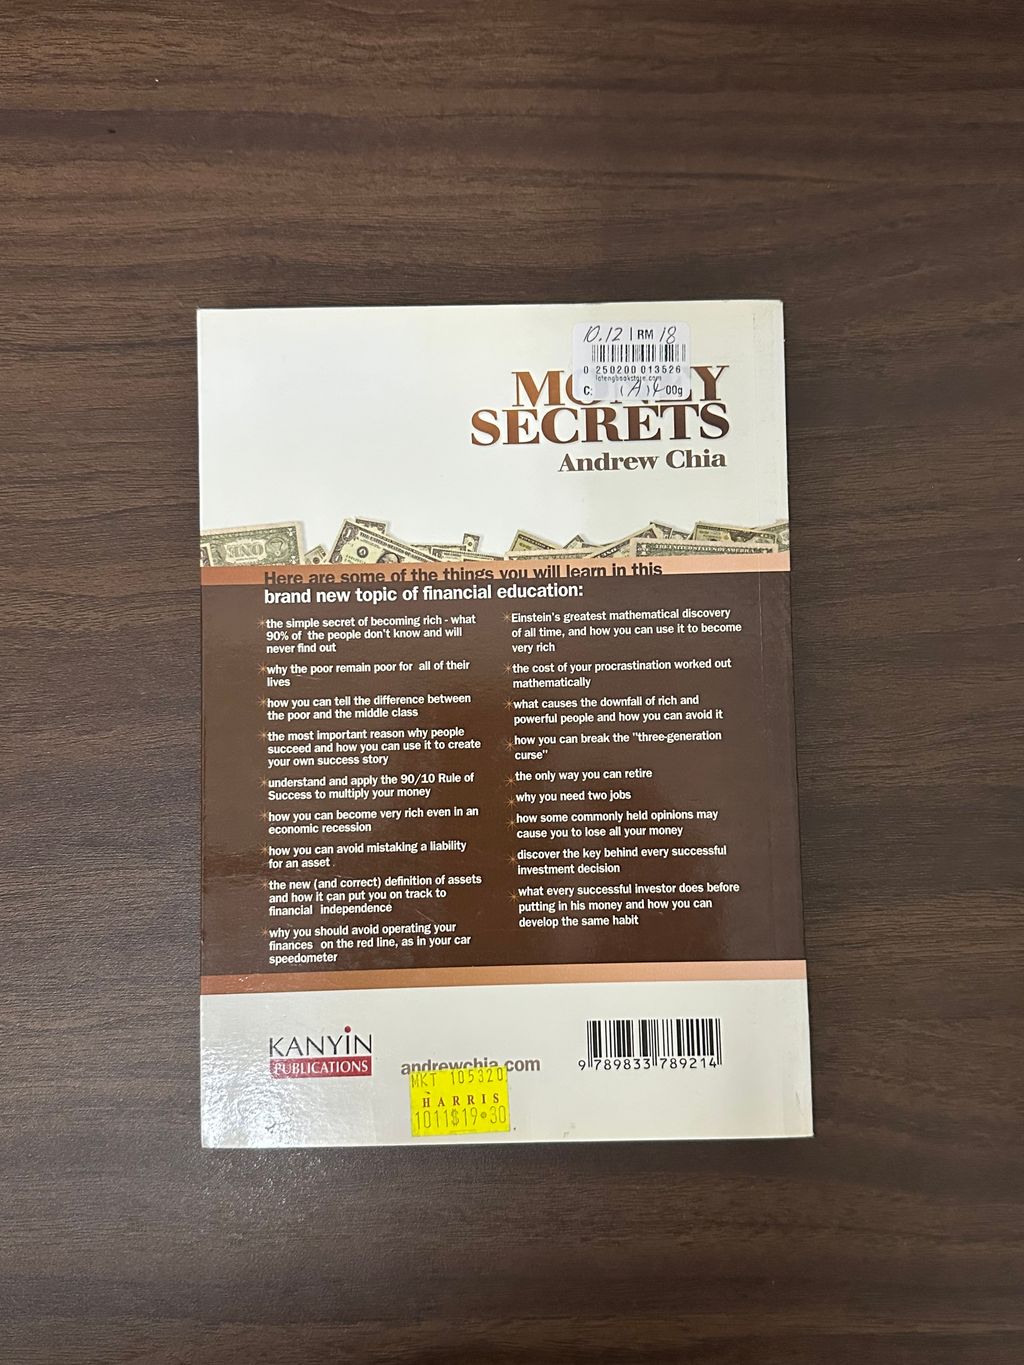 10.12 | RM 18
0 250200 013526
lotengbookstore.com
C: (A) 00g
SECRETS
Andrew Chia
ONE
THE UNITED STATES OF AMERICA
Here are some of the things you will learn in this
brand new topic of financial education:
*the simple secret of becoming rich - what
90% of the people don't know and will
never find out
*why the poor remain poor for all of their
lives
*how you can tell the difference between
the poor and the middle class
*the most important reason why people
succeed and how you can use it to create
your own success story
*understand and apply the 90/10 Rule of
Success to multiply your money
*how you can become very rich even in an
economic recession
*how you can avoid mistaking a liability
for an asset.
*the new (and correct) definition of assets
and how it can put you on track to
financial independence
*why you should avoid operating your
finances on the red line, as in your car
speedometer
*Einstein's greatest mathematical discovery
of all time, and how you can use it to become
very rich
*the cost of your procrastination worked out
mathematically
*what causes the downfall of rich and
powerful people and how you can avoid it
*how you can break the "three-generation
curse"
*the only way you can retire
*why you need two jobs
*how some commonly held opinions may
cause you to lose all your money
*discover the key behind every successful
investment decision
*what every successful investor does before
putting in his money and how you can
develop the same habit
KANYIN
PUBLICATIONS
andrewchia.com
MKT 105320
HARRIS
1011$19.30
9 789833 789214